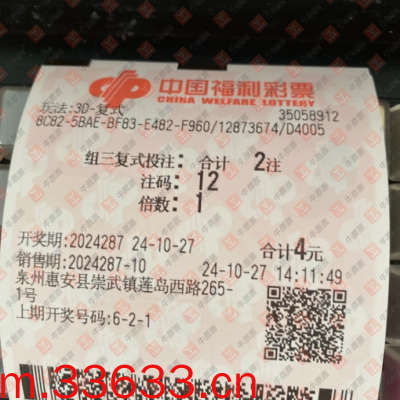 中国福利彩票
CHINA WELFARE LOTTERY
玩法:3D-复式
35058912
8C82-5BAE-BF83-E482-F960/12873674/D4005
组三复式投注: 合计 2注
注码: 12
倍数: 1
开奖期:2024287 24-10-27 合计4元
销售期:2024287-10 24-10-27 14:11:49
泉州惠安县崇武镇莲岛西路265-
1号
上期开奖号码:6-2-1
m.33633.com.cn